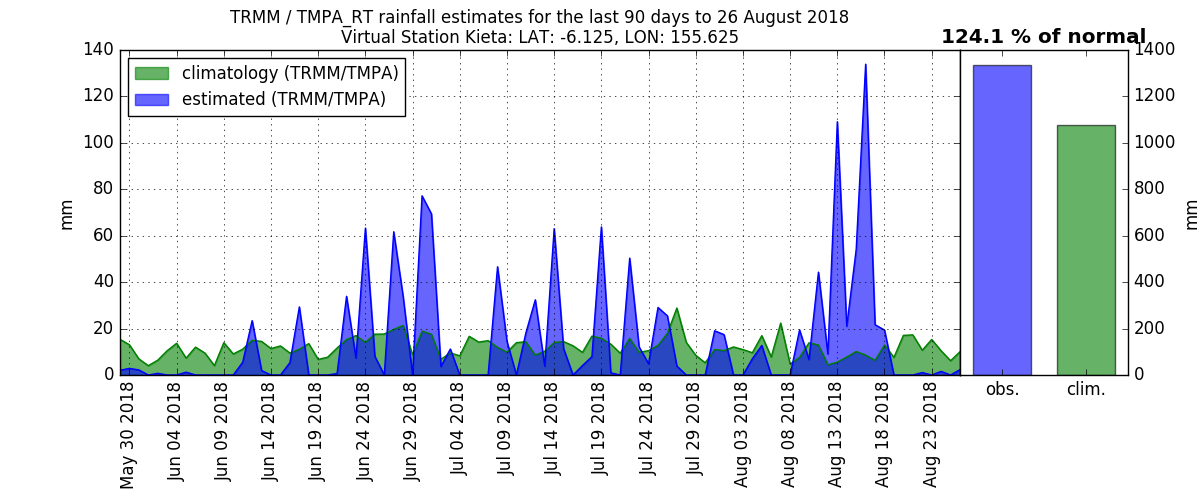 TRMM / TMPA_RT rainfall estimates for the last 90 days to 26 August 2018
Virtual Station Kieta: LAT: -6.125, LON: 155.625
124.1 % of normal
climatology (TRMM/TMPA)
estimated (TRMM/TMPA)
140
120
100
80
60
40
20
0
mm
May 30 2018
Jun 04 2018
Jun 09 2018
Jun 14 2018
Jun 19 2018
Jun 24 2018
Jun 29 2018
Jul 04 2018
Jul 09 2018
Jul 14 2018
Jul 19 2018
Jul 24 2018
Jul 29 2018
Aug 03 2018
Aug 08 2018
Aug 13 2018
Aug 18 2018
Aug 23 2018
obs.
clim.
1400
1200
1000
800
600
400
200
0
mm